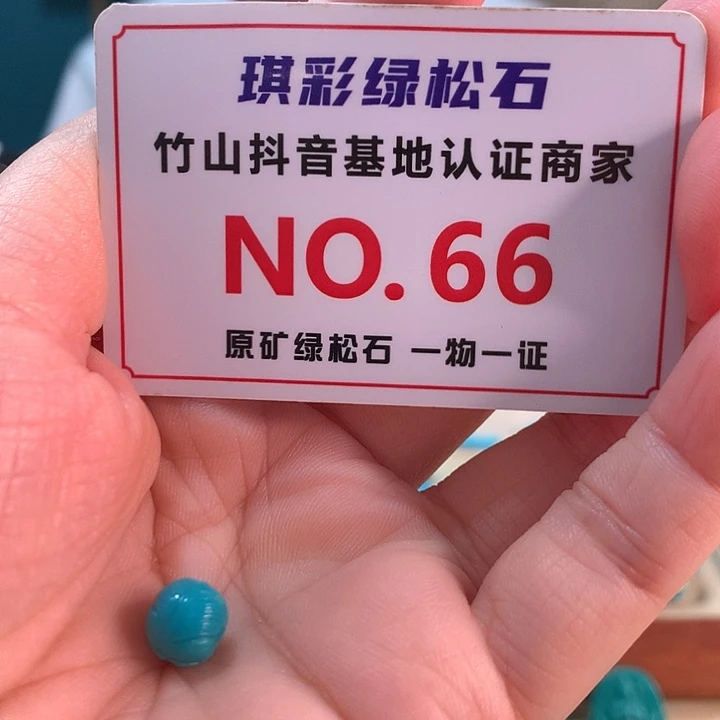 琪彩绿松石
竹山抖音基地认证商家
NO.66
原矿绿松石 一物一证